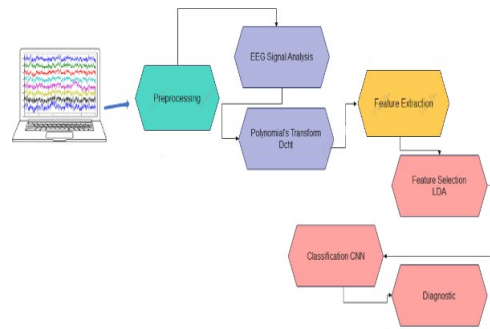 EEG Signal Analysis
Preprocessing
Polynomial's Transform
Dcht
Feature Extraction
Feature Selection
LDA
Classification CNN
Diagnostic